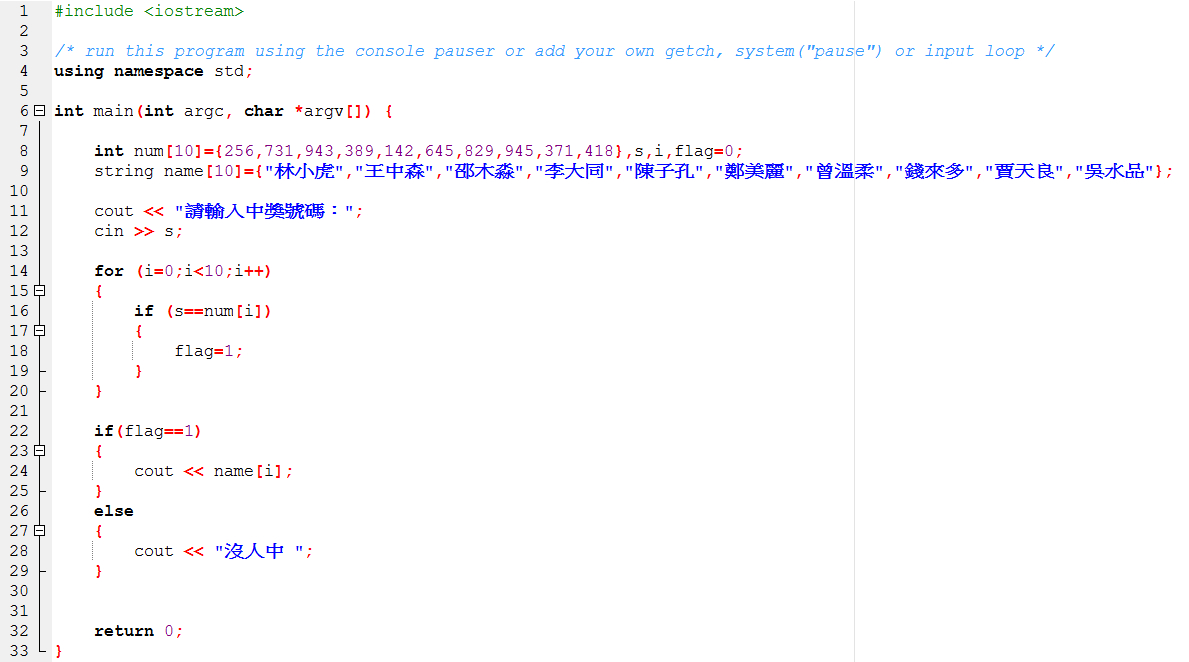 1 #include <iostream>
2
3 /* run this program using the console pauser or add your own getch, system("pause") or input loop */
4 using namespace std;
5
6 int main(int argc, char *argv[]) {
7
8 int num[10]={256,731,943,389,142,645,829,945,371,418},s,i,flag=0;
9 string name[10]={"林小虎","王中森","邵木淼","李大同","陳子孔","鄭美麗","曾溫柔","錢來多","賈天良","吳水品"};
10
11 cout << "請輸入中獎號碼：";
12 cin >> s;
13
14 for (i=0;i<10;i++)
15 {
16 if (s==num[i])
17 {
18 flag=1;
19 }
20 }
21
22 if(flag==1)
23 {
24 cout << name[i];
25 }
26 else
27 {
28 cout << "沒人中 ";
29 }
30
31
32 return 0;
33 }